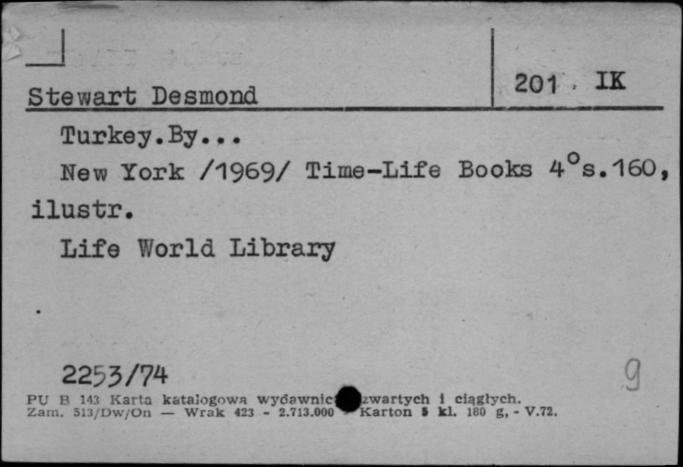 201 . IK
Stewart Desmond
Turkey.By...
New York /1969/ Time-Life Books 4°s.160,
ilustr.
Life World Library
2253/74
g
PU B 143 Karta katalogowa zwartych i ciągłych.
Zam. 513/Dw/On — Wrak 423 - 2.713.000 Karton 5 kl. 180 g, - V.72.